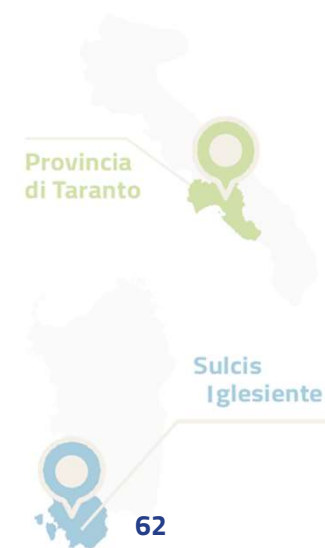 Provincia
di Taranto
Sulcis
Iglesiente
62